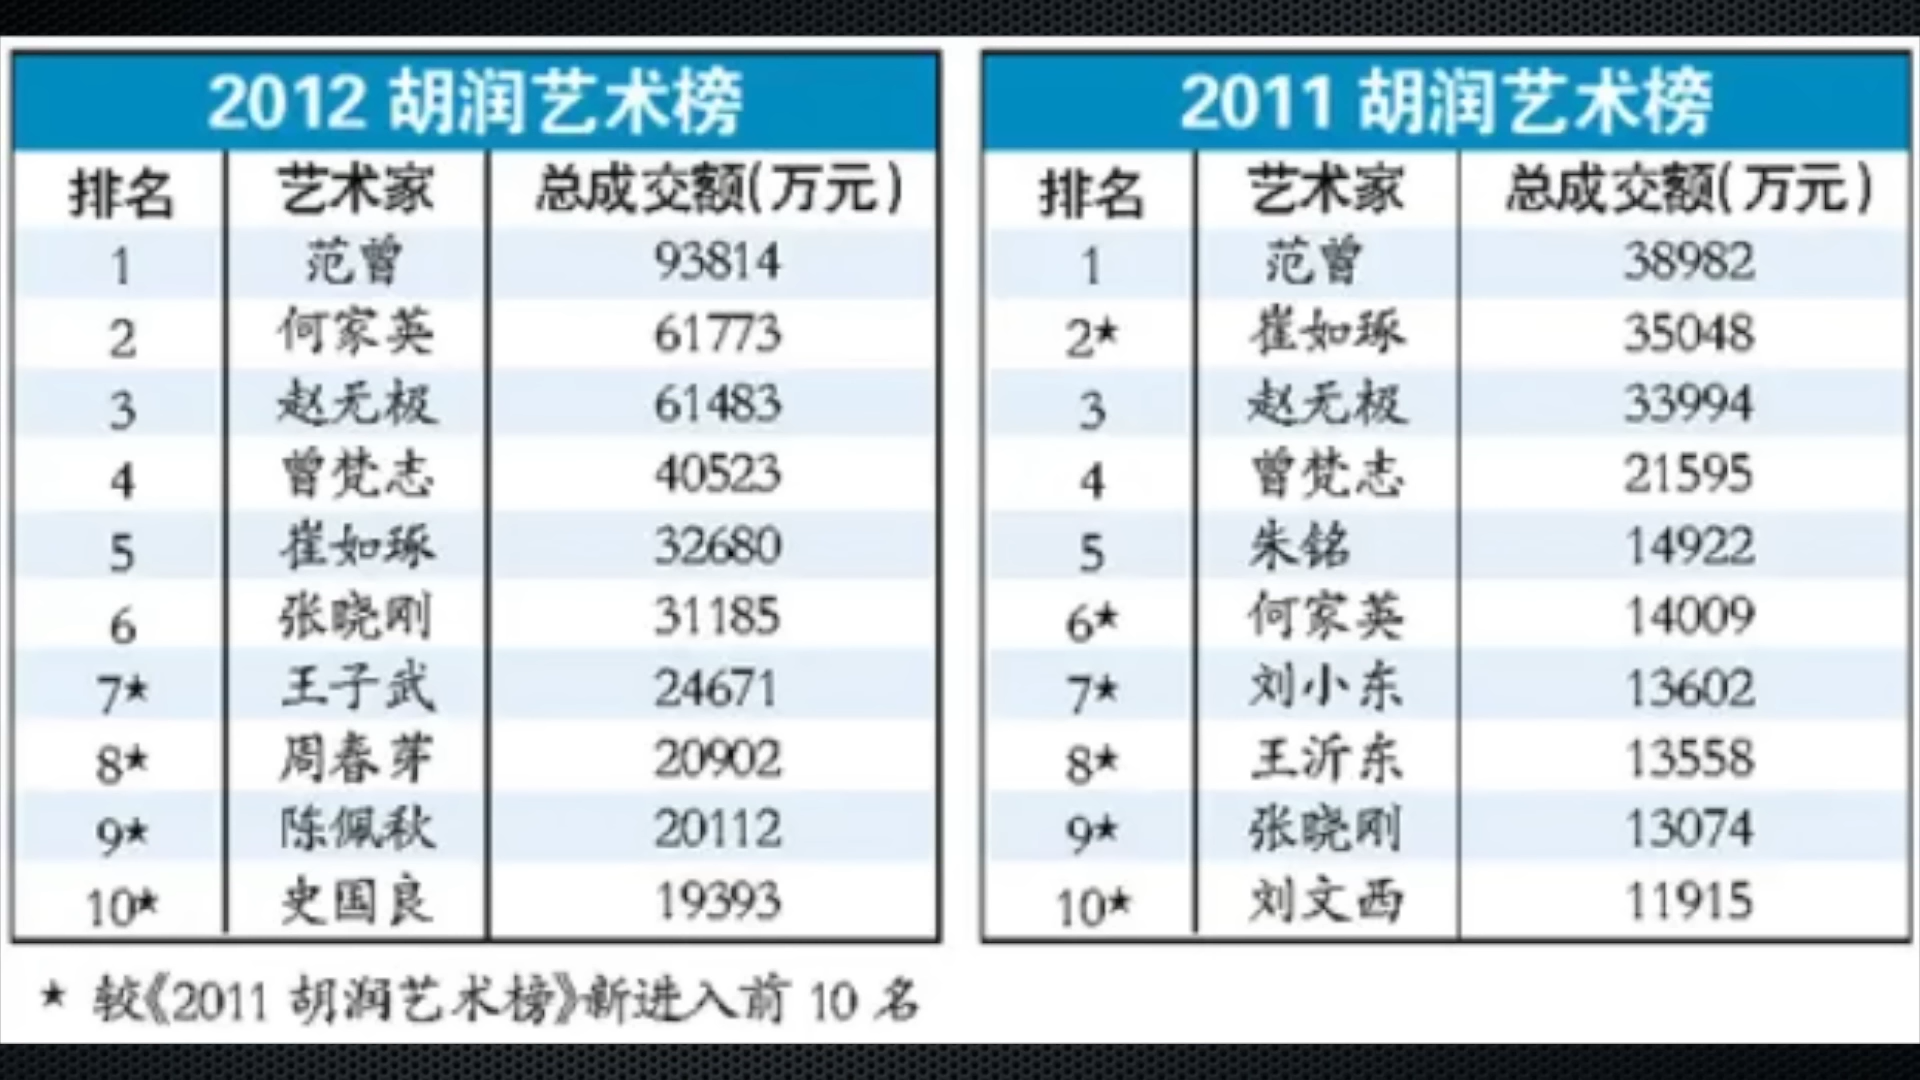 2012 胡润艺术榜
排名 艺术家 总成交额(万元)
1 范曾 93814
2 何家英 61773
3 赵无极 61483
4 曾梵志 40523
5 崔如琢 32680
6 张晓刚 31185
7★ 王子武 24671
8★ 周春芽 20902
9★ 陈佩秋 20112
10★ 史国良 19393
2011 胡润艺术榜
排名 艺术家 总成交额(万元)
1 范曾 38982
2★ 崔如琢 35048
3 赵无极 33994
4 曾梵志 21595
5 朱铭 14922
6★ 何家英 14009
7★ 刘小东 13602
8★ 王沂东 13558
9★ 张晓刚 13074
10★ 刘文西 11915
★ 较《2011 胡润艺术榜》新进入前 10 名